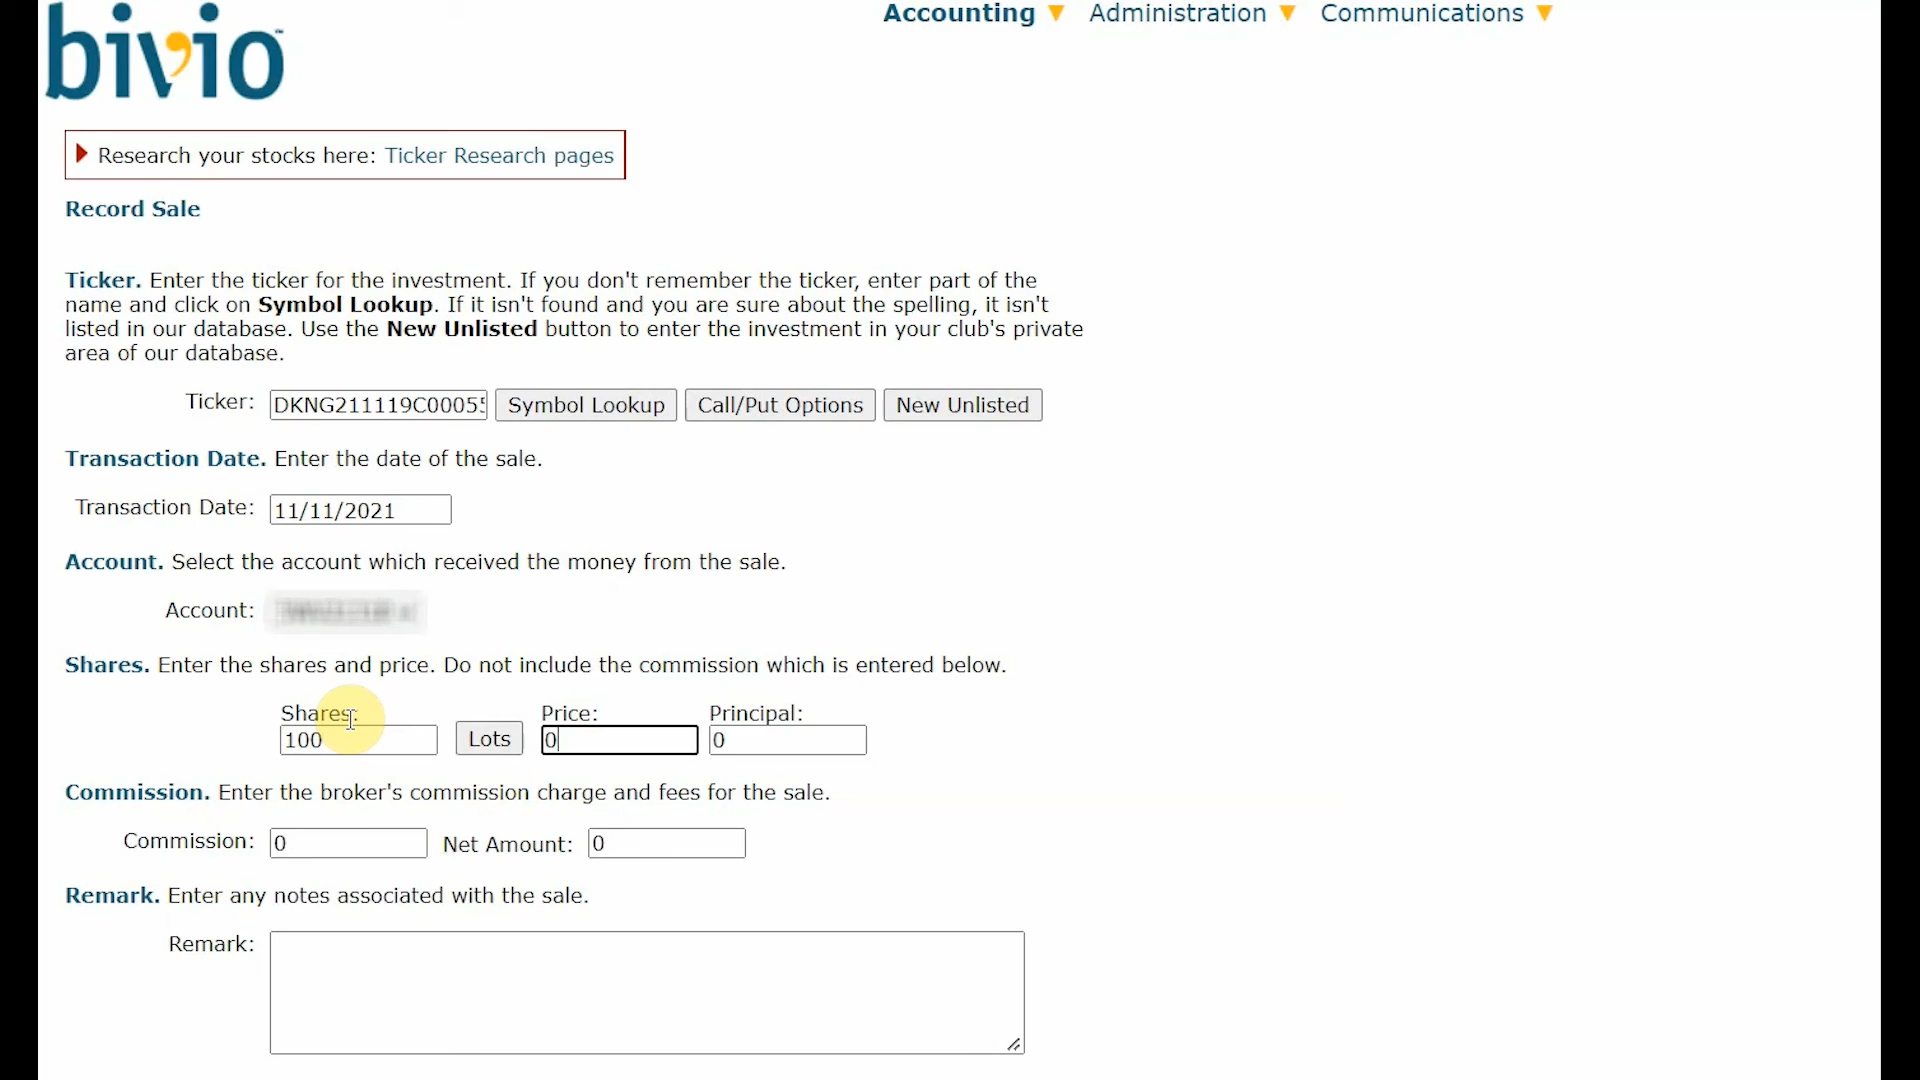 bivio™
Accounting ▼ Administration ▼ Communications ▼
Research your stocks here: Ticker Research pages
Record Sale
Ticker. Enter the ticker for the investment. If you don't remember the ticker, enter part of the
name and click on Symbol Lookup. If it isn't found and you are sure about the spelling, it isn't
listed in our database. Use the New Unlisted button to enter the investment in your club's private
area of our database.
Ticker: DKNG211119C00055 Symbol Lookup Call/Put Options New Unlisted
Transaction Date. Enter the date of the sale.
Transaction Date: 11/11/2021
Account. Select the account which received the money from the sale.
Account:
Shares. Enter the shares and price. Do not include the commission which is entered below.
Shares: Price: Principal:
100 Lots 0 0
Commission. Enter the broker's commission charge and fees for the sale.
Commission: 0 Net Amount: 0
Remark. Enter any notes associated with the sale.
Remark: